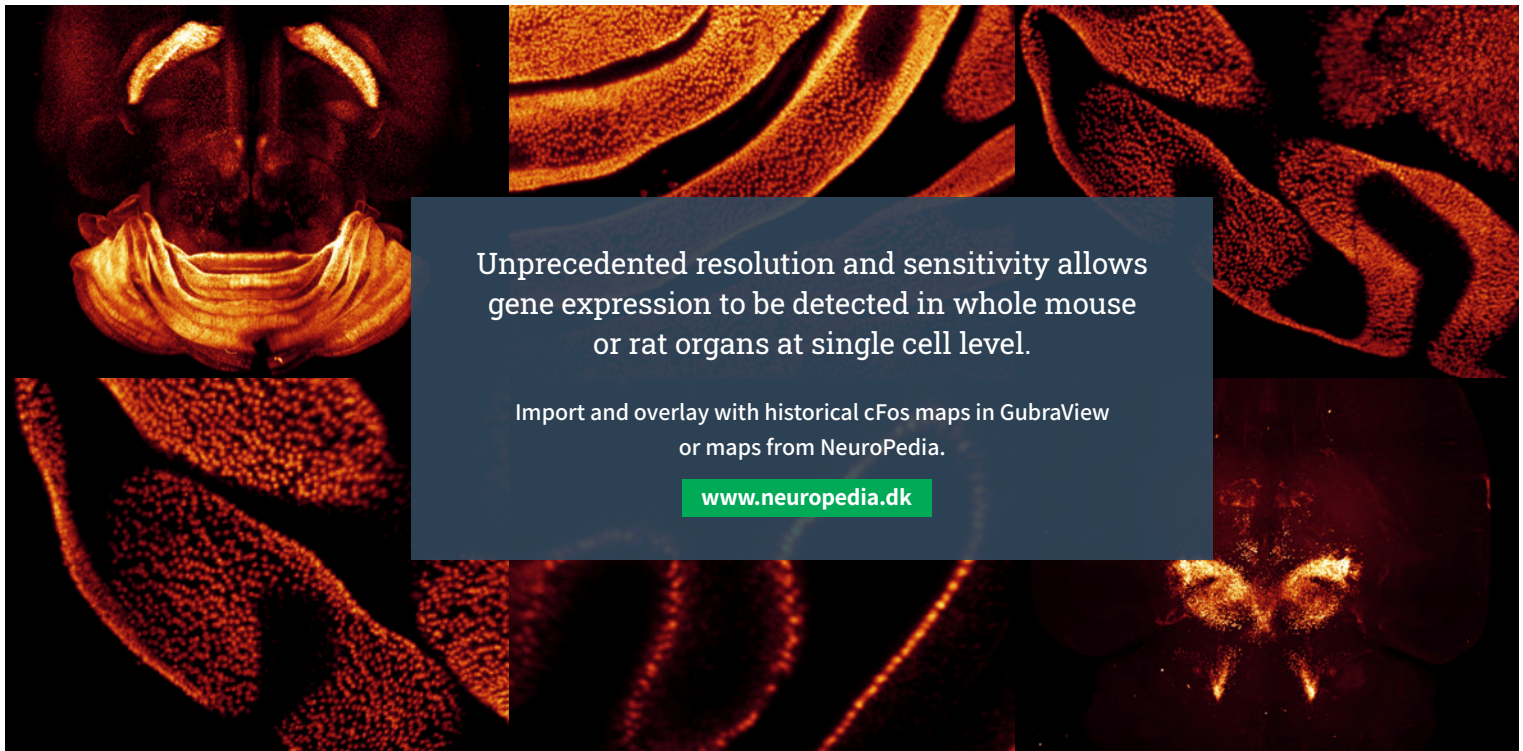 Unprecedented resolution and sensitivity allows
gene expression to be detected in whole mouse
or rat organs at single cell level.
Import and overlay with historical cFos maps in GubraView
or maps from NeuroPedia.
www.neuropedia.dk